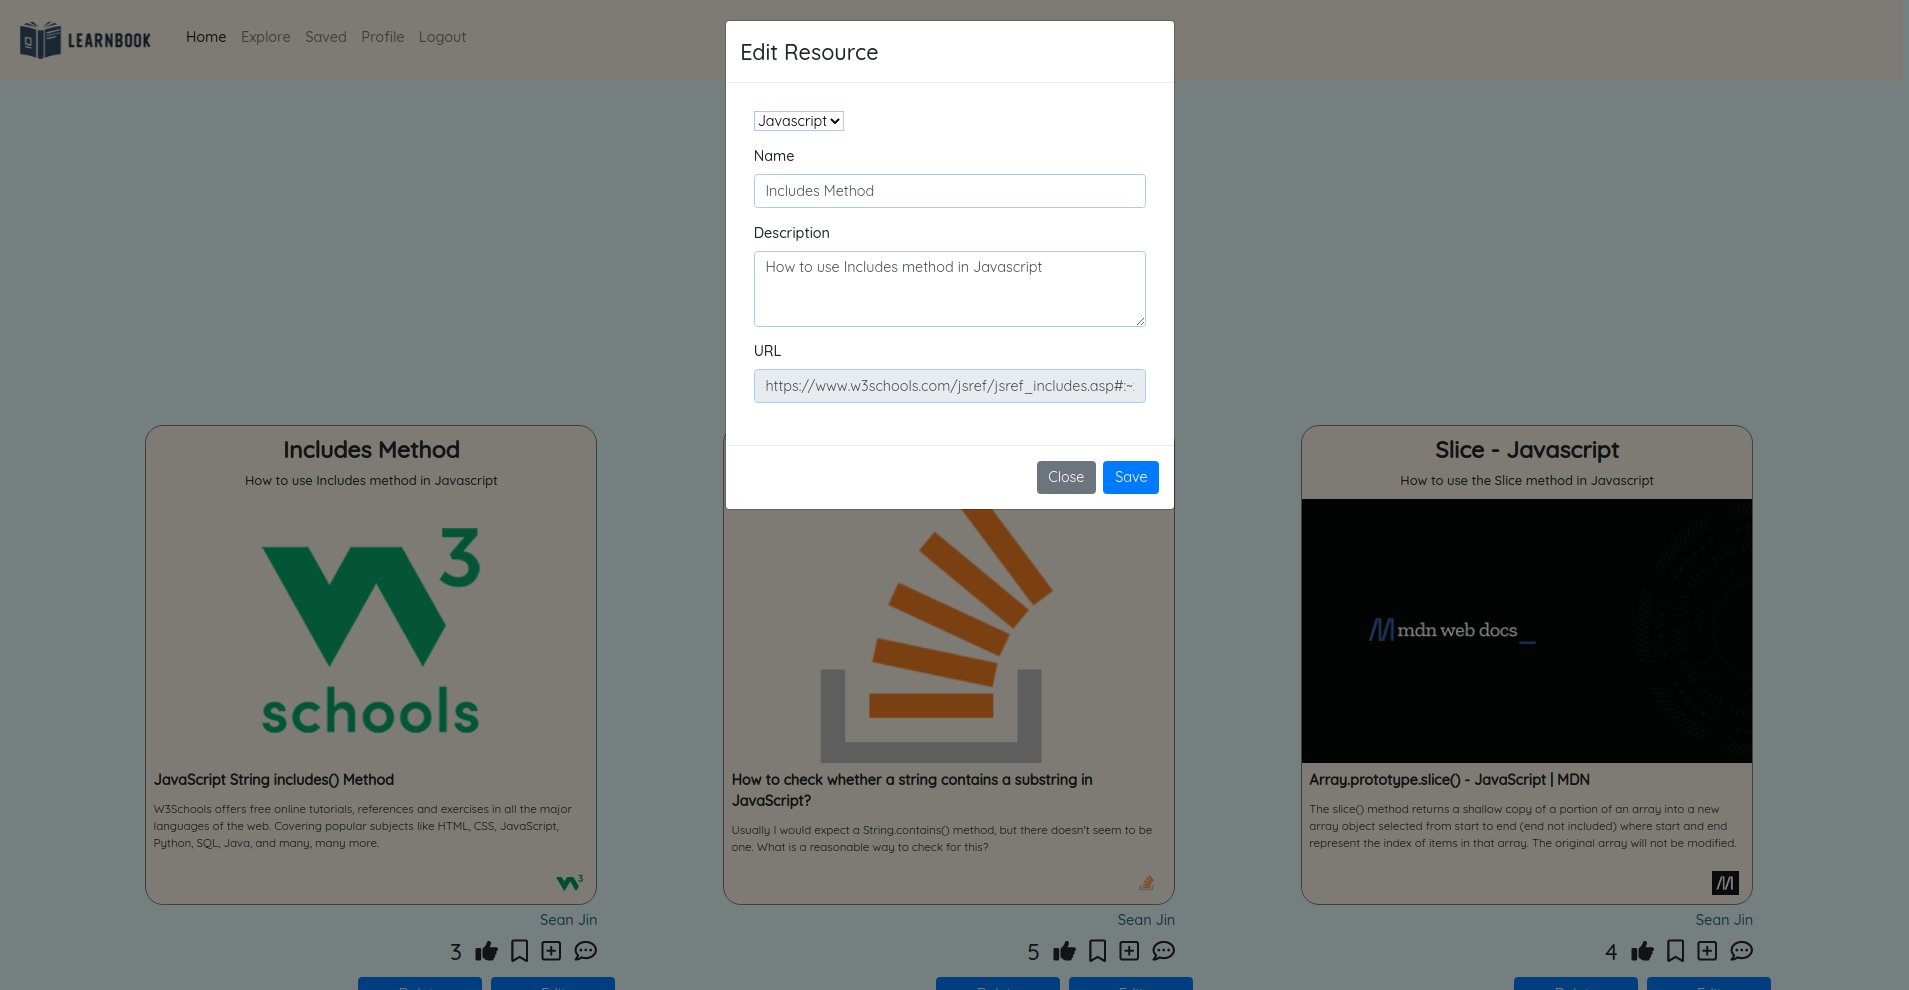 LEARNBOOK
Home Explore Saved Profile Logout
Edit Resource
Javascript
Name
Includes Method
Description
How to use Includes method in Javascript
URL
https://www.w3schools.com/jsref/jsref_includes.asp#:~:
Close Save
Includes Method
How to use Includes method in Javascript
W3
schools
JavaScript String includes() Method
W3Schools offers free online tutorials, references and exercises in all the major
languages of the web. Covering popular subjects like HTML, CSS, JavaScript,
Python, SQL, Java, and many, many more.
W3
Sean Jin
3
How to check whether a string contains a substring in
JavaScript?
Usually I would expect a String.contains() method, but there doesn't seem to be
one. What is a reasonable way to check for this?
Sean Jin
5
Slice - Javascript
How to use the Slice method in Javascript
mdn web docs_
Array.prototype.slice() - JavaScript | MDN
The slice() method returns a shallow copy of a portion of an array into a new
array object selected from start to end (end not included) where start and end
represent the index of items in that array. The original array will not be modified.
M
Sean Jin
4